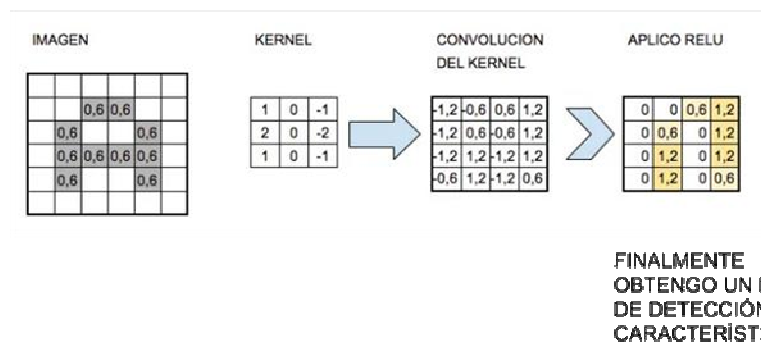 IMAGEN
KERNEL
CONVOLUCION
DEL KERNEL
APLICO RELU
0,6 0,6
0,6 0,6
0,6 0,6 0,6 0,6
0,6 0,6
1 0 -1
2 0 -2
1 0 -1
-1,2 -0,6 0,6 1,2
-1,2 0,6 -0,6 1,2
-1,2 1,2 -1,2 1,2
-0,6 1,2 -1,2 0,6
0 0 0,6 1,2
0 0,6 0 1,2
0 1,2 0 1,2
0 1,2 0 0,6
FINALMENTE
OBTENGO UN
DE DETECCIÓN